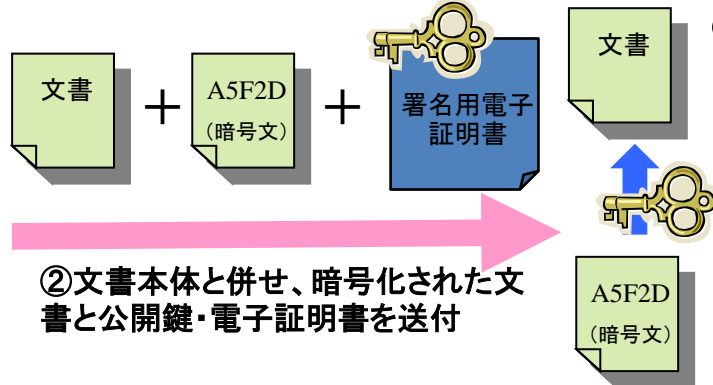 文書
+
A5F2D
(暗号文)
+
署名用電子
証明書
文書
②文書本体と併せ、暗号化された文
書と公開鍵・電子証明書を送付
A5F2D
(暗号文)